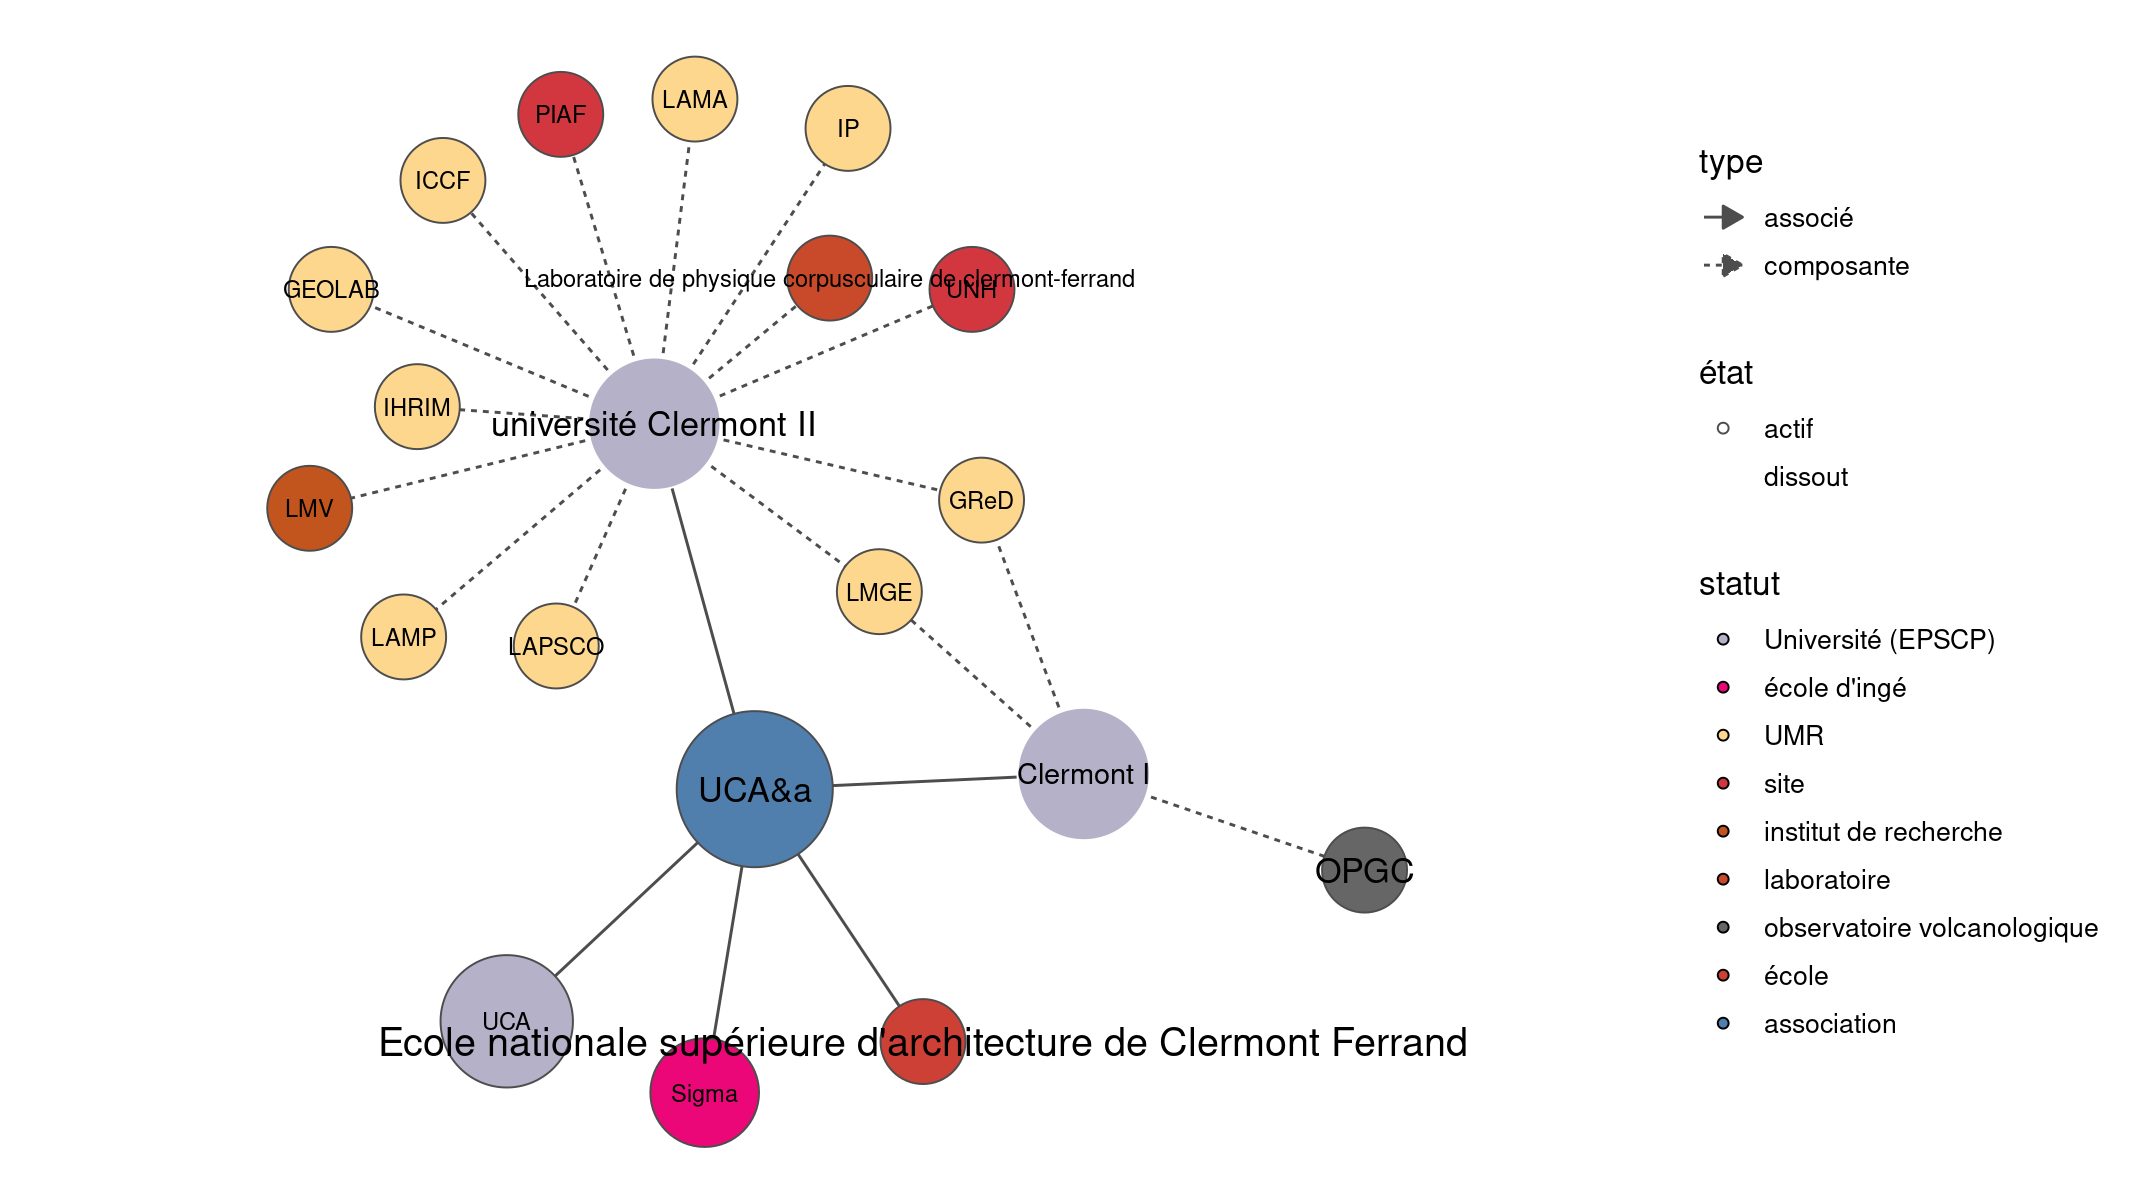 LAMA
PIAF
IP
ICCF
Laboratoire de physique corpusculaire de clermont-ferrand
GEOLAB
UNH
IHRIM
université Clermont II
GReD
LMV
LMGE
LAMP
LAPSCO
UCA&a
Clermont I
OPGC
UCA
Ecole nationale supérieure d'architecture de Clermont Ferrand
Sigma
type
associé
composante
état
actif
dissout
statut
Université (EPSCP)
école d'ingé
UMR
site
institut de recherche
laboratoire
observatoire volcanologique
école
association